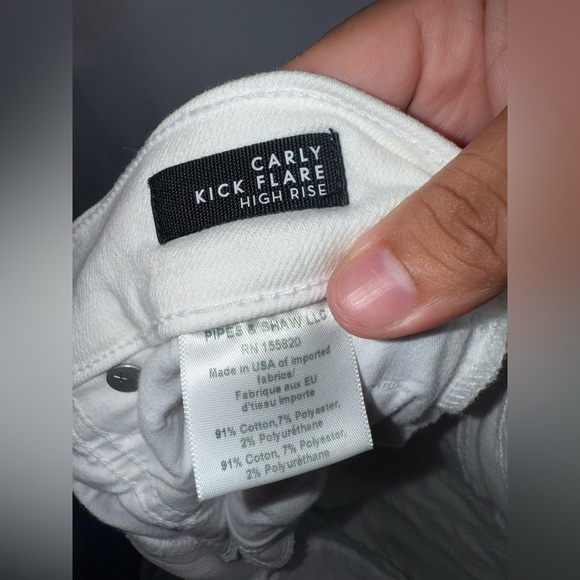 CARLY
KICK FLARE
HIGH RISE
PIPES & SHAW LLC
RN 155820
Made in USA of imported
fabrics/
Fabrique aux EU
d'tissu importe
91% Cotton,7% Polyester,
2% Polyuréthane
91% Coton, 7% Polyester,
2% Polyuréthane